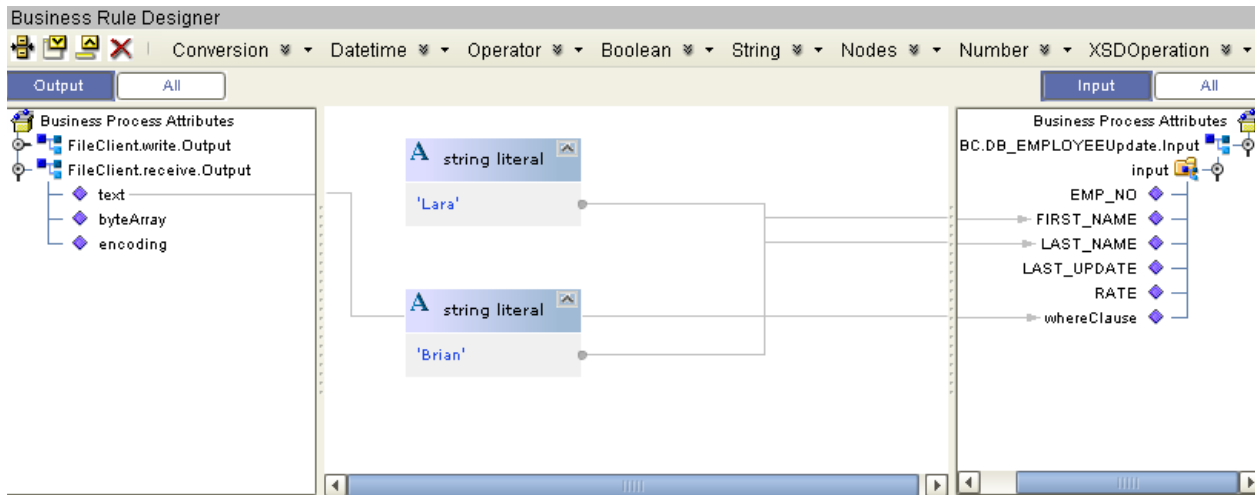 Business Rule Designer
Conversion Datetime Operator Boolean String Nodes Number XSDOperation
Output All Input All
Business Process Attributes
FileClient.write.Output
FileClient.receive.Output
text
byteArray
encoding
A string literal
'Lara'
A string literal
'Brian'
Business Process Attributes
BC.DB_EMPLOYEEUpdate.Input
input
EMP_NO
FIRST_NAME
LAST_NAME
LAST_UPDATE
RATE
whereClause